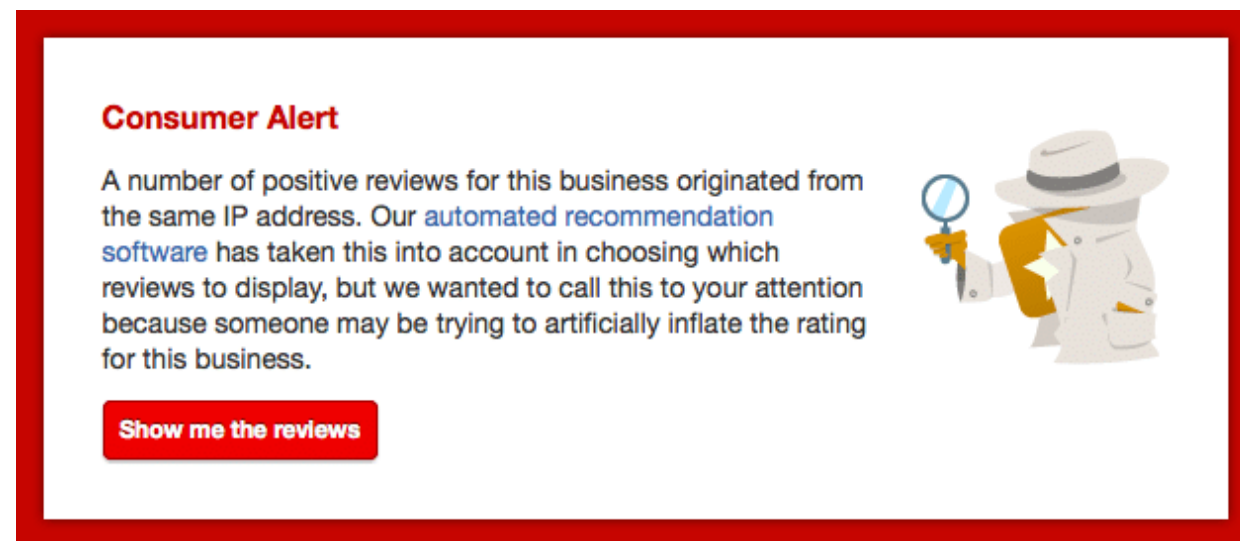 Consumer Alert
A number of positive reviews for this business originated from
the same IP address. Our automated recommendation
software has taken this into account in choosing which
reviews to display, but we wanted to call this to your attention
because someone may be trying to artificially inflate the rating
for this business.
Show me the reviews